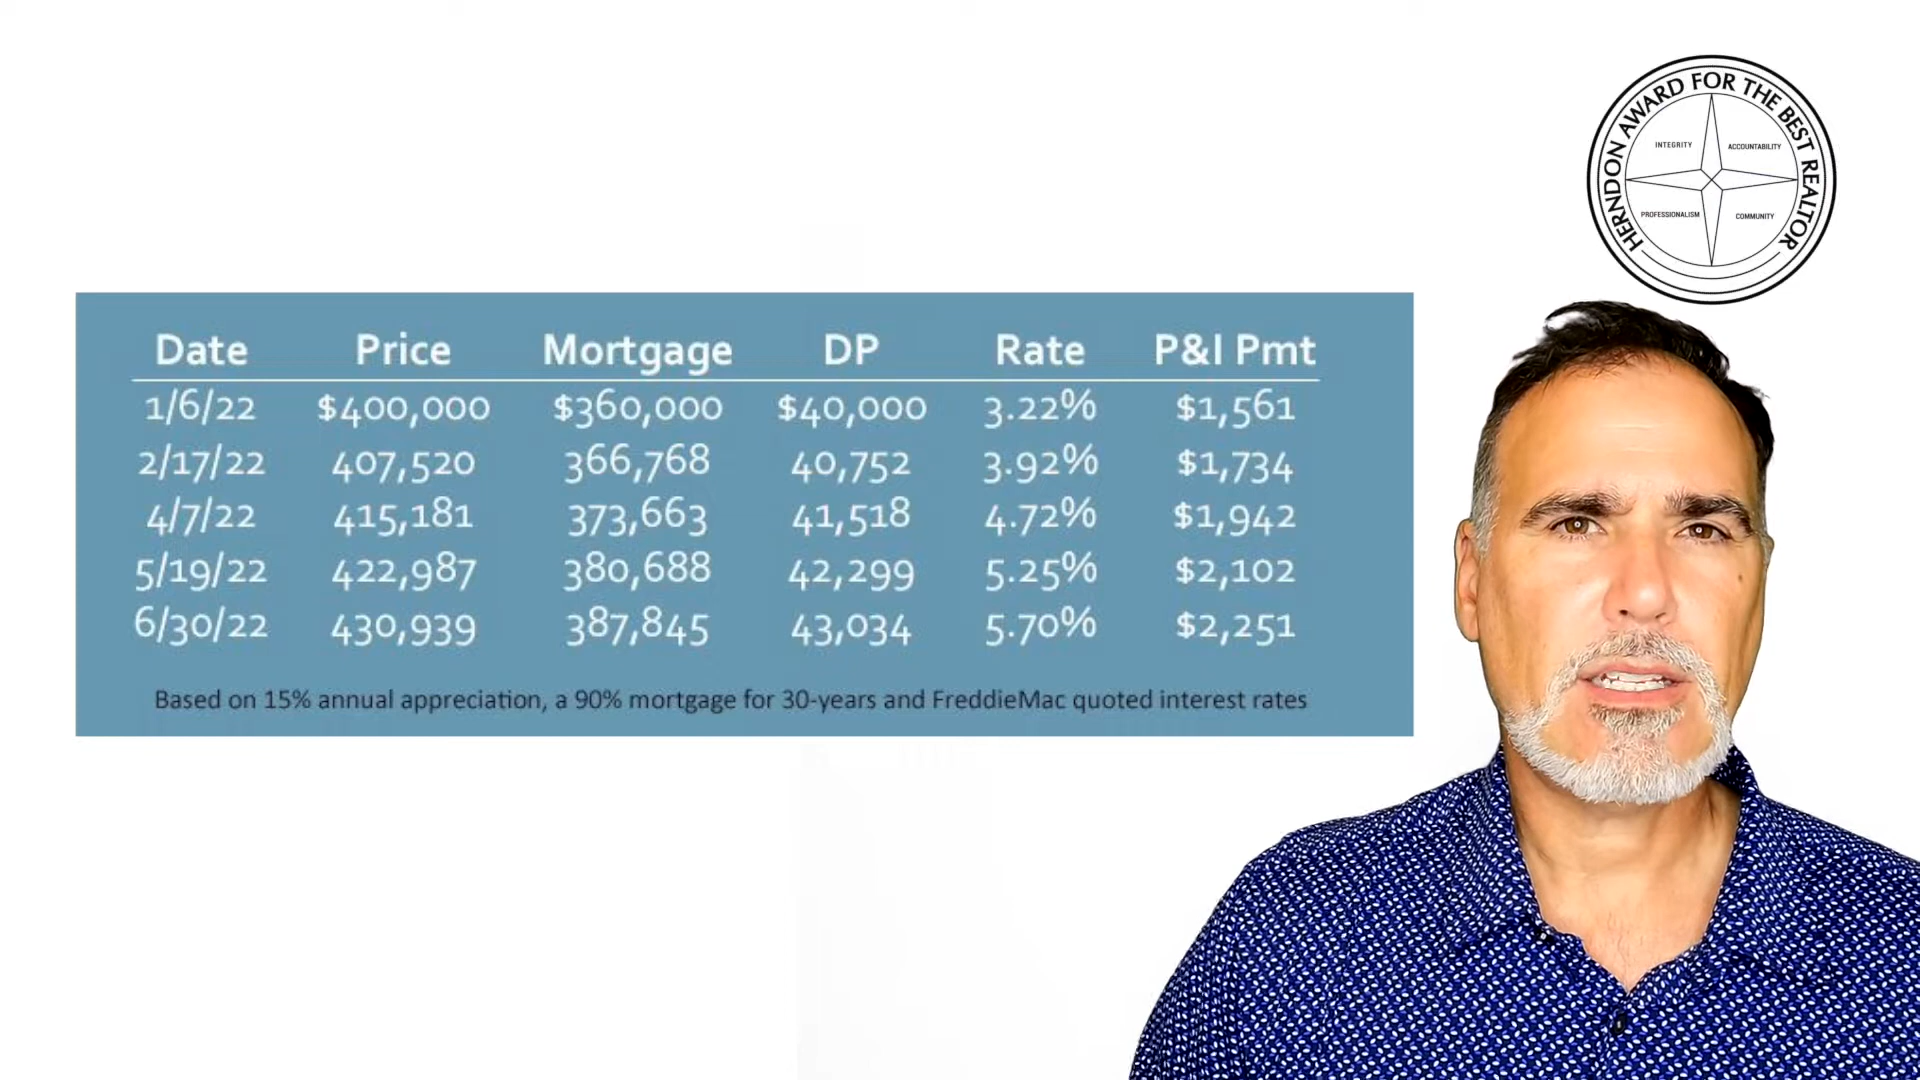 HERNDON AWARD FOR THE BEST REALTOR
INTEGRITY
ACCOUNTABILITY
PROFESSIONALISM
COMMUNITY
Date Price Mortgage DP Rate P&I Pmt
1/6/22 $400,000 $360,000 $40,000 3.22% $1,561
2/17/22 407,520 366,768 40,752 3.92% $1,734
4/7/22 415,181 373,663 41,518 4.72% $1,942
5/19/22 422,987 380,688 42,299 5.25% $2,102
6/30/22 430,939 387,845 43,034 5.70% $2,251
Based on 15% annual appreciation, a 90% mortgage for 30-years and FreddieMac quoted interest rates